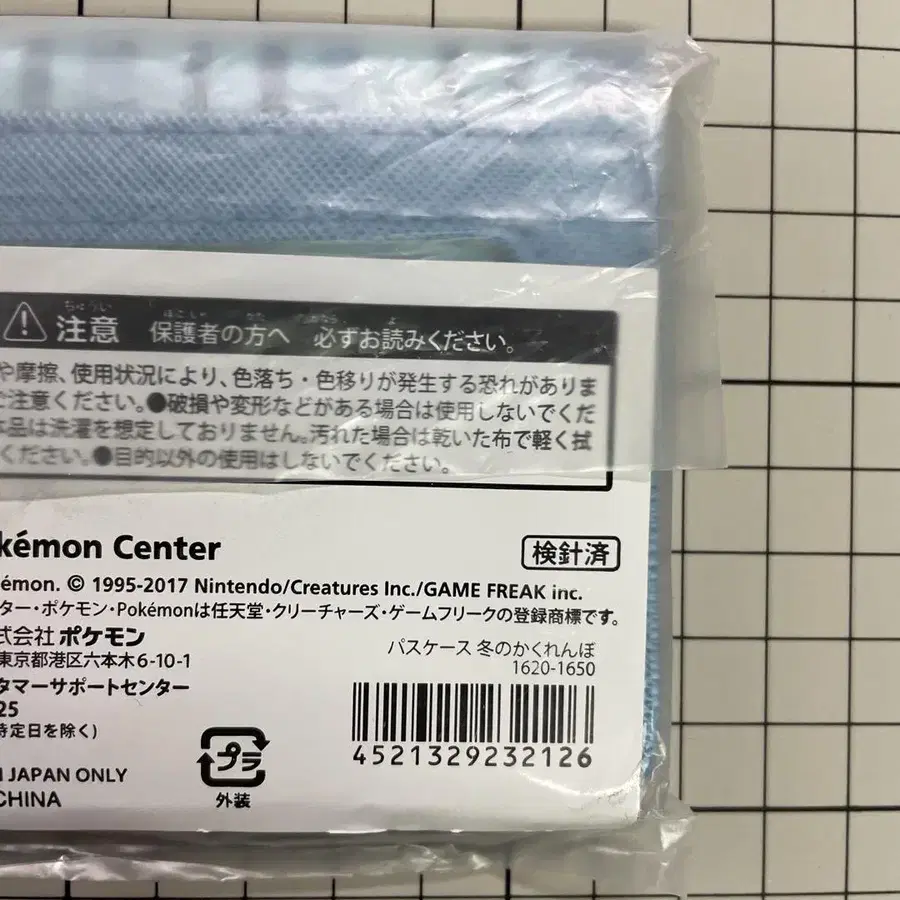 注意 保護者の方へ 必ずお読みください。
や摩擦、使用状況により、色落ち・色移りが発生する恐れがありま
ご注意ください。●破損や変形などがある場合は使用しないでくだ
本品は洗濯を想定しておりません。汚れた場合は乾いた布で軽く拭
ください。●目的以外の使用はしないでください。
kémon Center
検針済
émon. © 1995-2017 Nintendo/Creatures Inc./GAME FREAK inc.
ター・ポケモン・Pokémonは任天堂・クリーチャーズ・ゲームフリークの登録商標です。
式会社 ポケモン
東京都港区六本木6-10-1
タマーサポートセンター
25
特定日を除く)
パスケース 冬のかくれんぼ
1620-1650
4521329232126
プラ
外装
JAPAN ONLY
CHINA